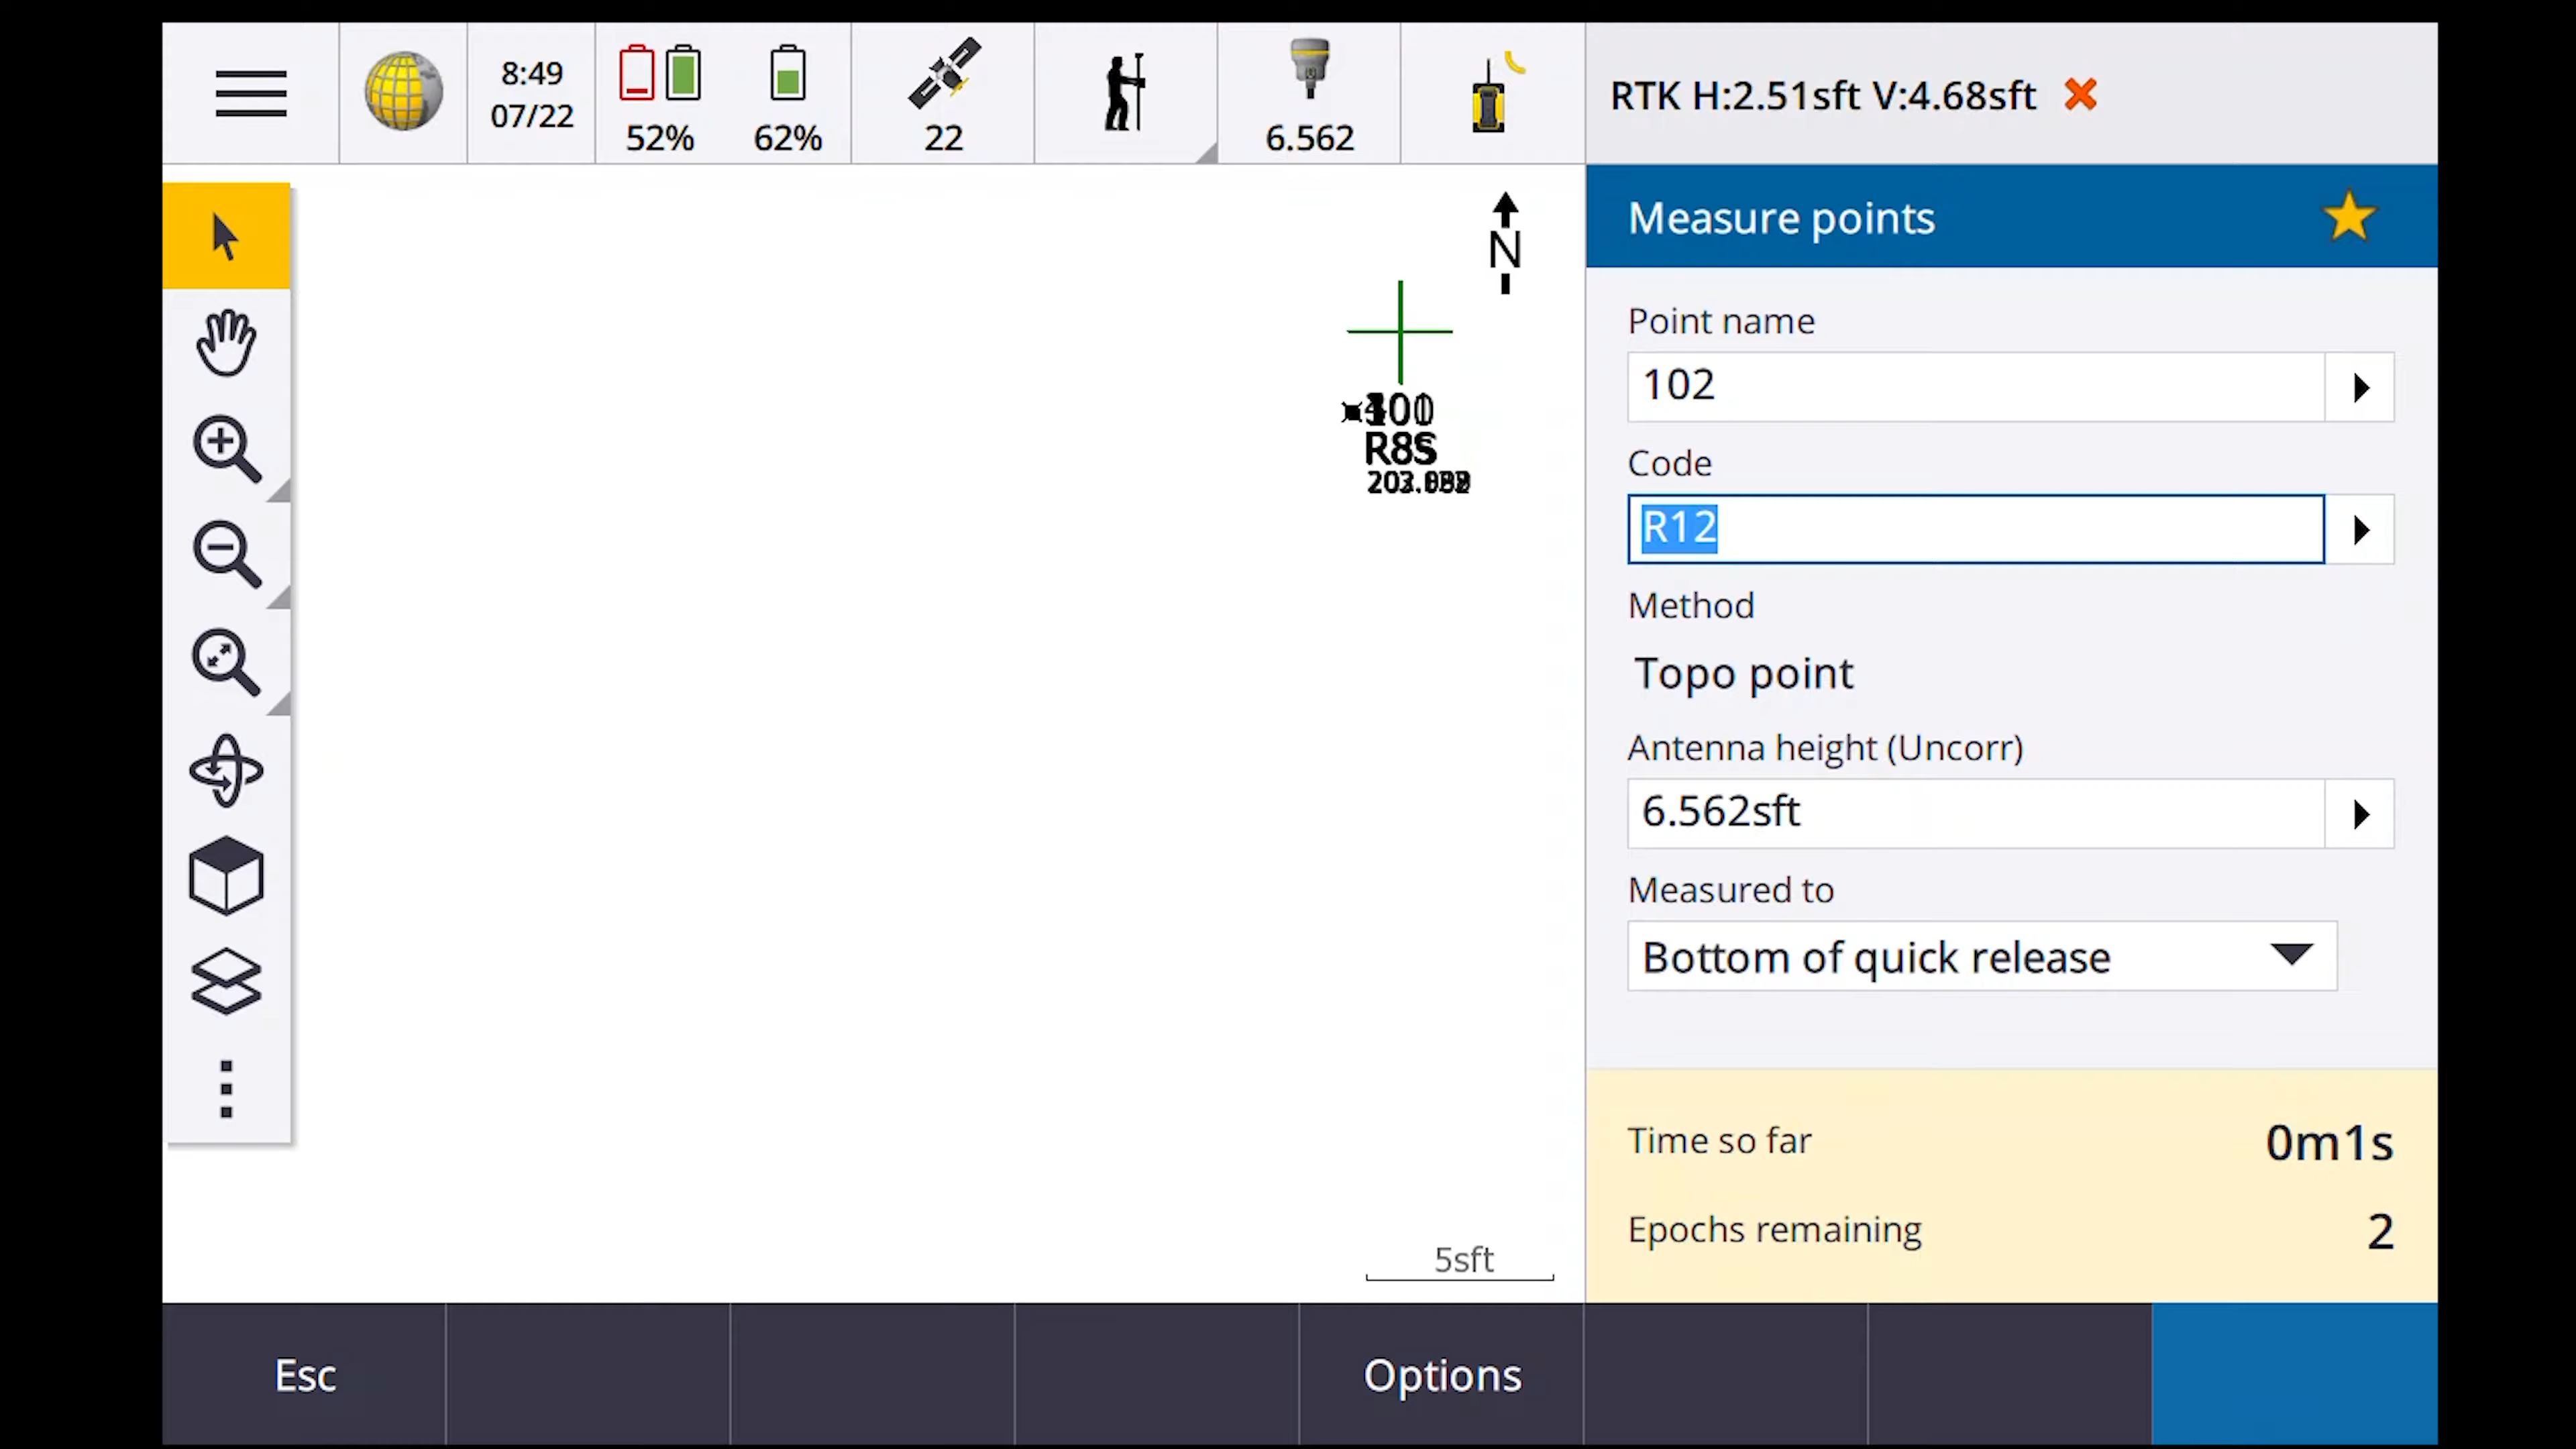 8:49
07/22
52%
62%
22
6.562
RTK H:2.51sft V:4.68sft
Measure points
N
Point name
102
Code
R12
Method
Topo point
Antenna height (Uncorr)
6.562sft
Measured to
Bottom of quick release
Time so far
0m1s
Epochs remaining
2
5sft
Esc
Options